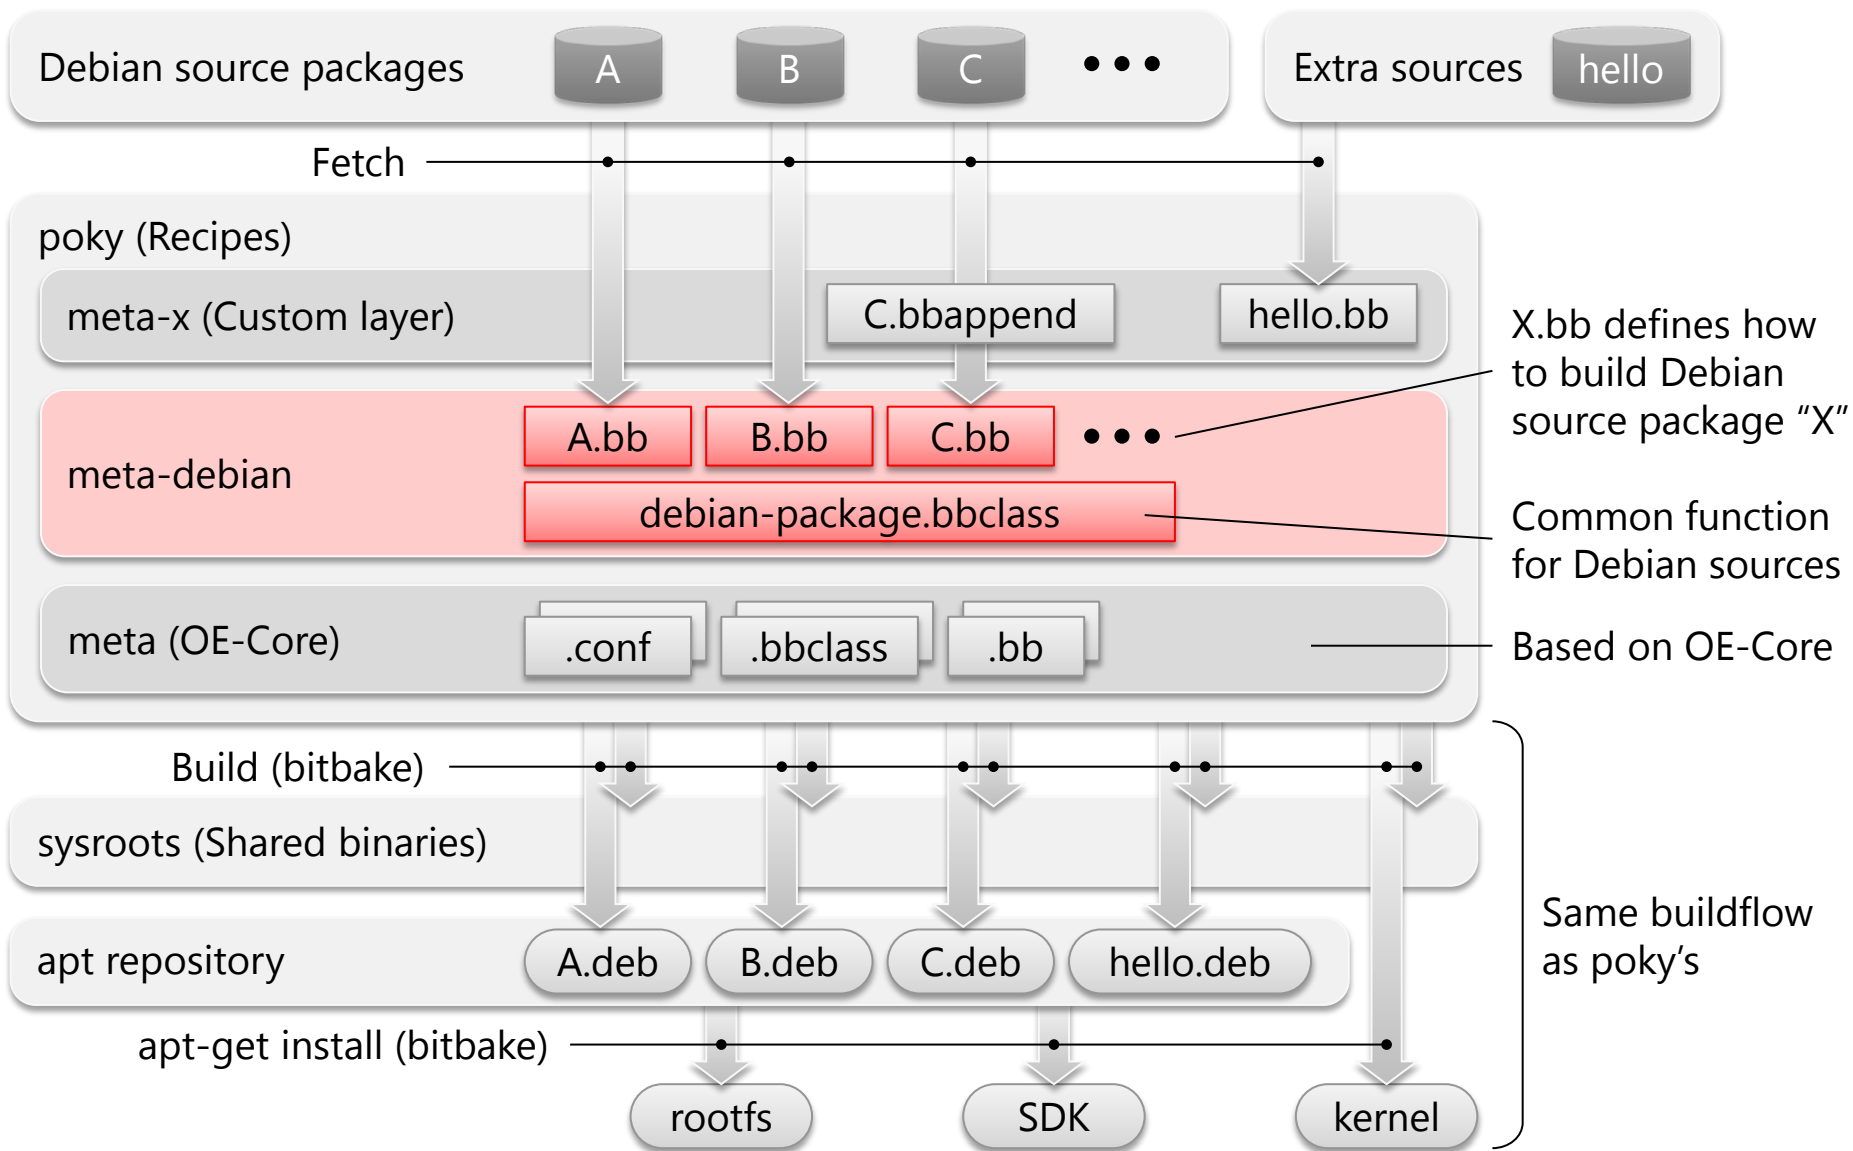 Debian source packages
A
B
C
•••
Extra sources
hello
Fetch
poky (Recipes)
meta-x (Custom layer)
C.bbappend
hello.bb
X.bb defines how
to build Debian
source package “X”
meta-debian
A.bb
B.bb
C.bb
•••
debian-package.bbclass
Common function
for Debian sources
meta (OE-Core)
.conf
.bbclass
.bb
Based on OE-Core
Build (bitbake)
sysroots (Shared binaries)
Same buildflow
as poky’s
apt repository
A.deb
B.deb
C.deb
hello.deb
apt-get install (bitbake)
rootfs
SDK
kernel